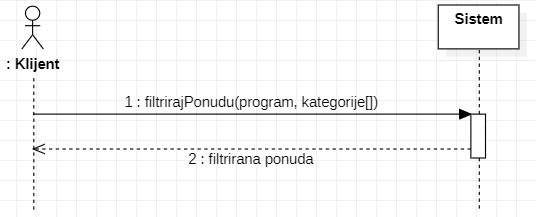 Sistem
: Klijent
1 : filtrirajPonudu(program, kategorije[])
2 : filtrirana ponuda